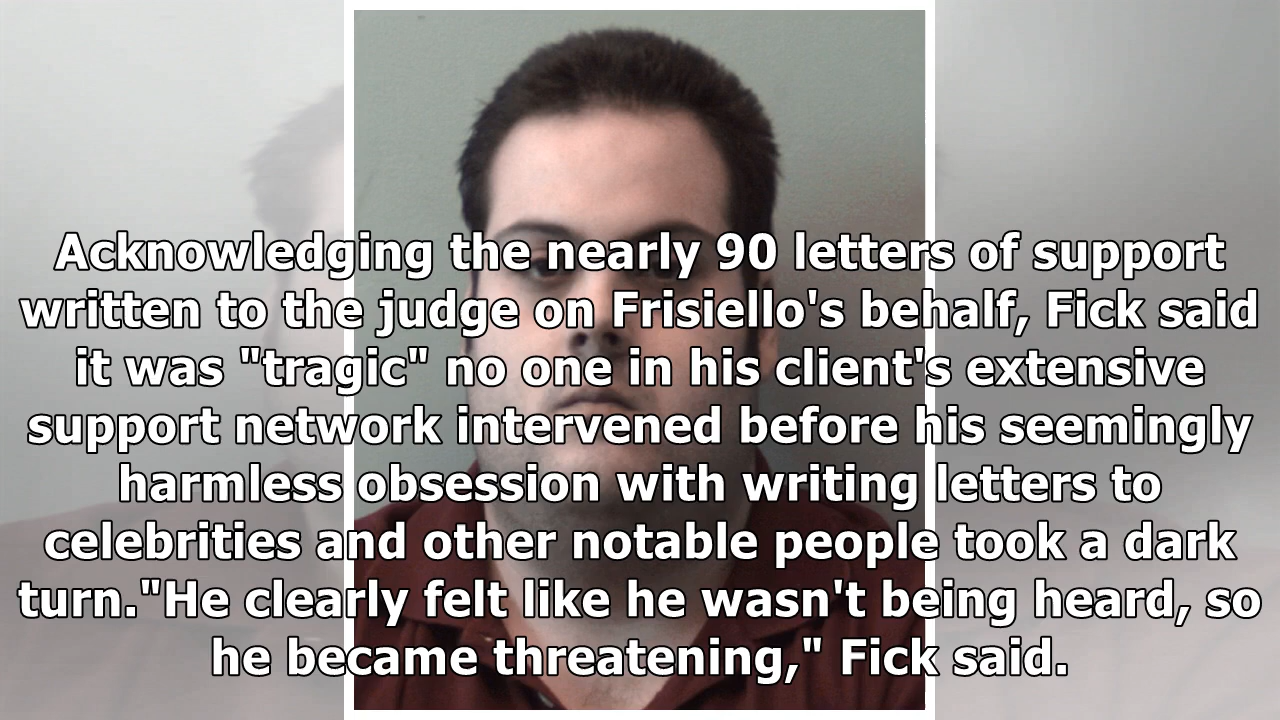 Acknowledging the nearly 90 letters of support
written to the judge on Frisiello's behalf, Fick said
it was "tragic" no one in his client's extensive
support network intervened before his seemingly
harmless obsession with writing letters to
celebrities and other notable people took a dark
turn."He clearly felt like he wasn't being heard, so
he became threatening," Fick said.